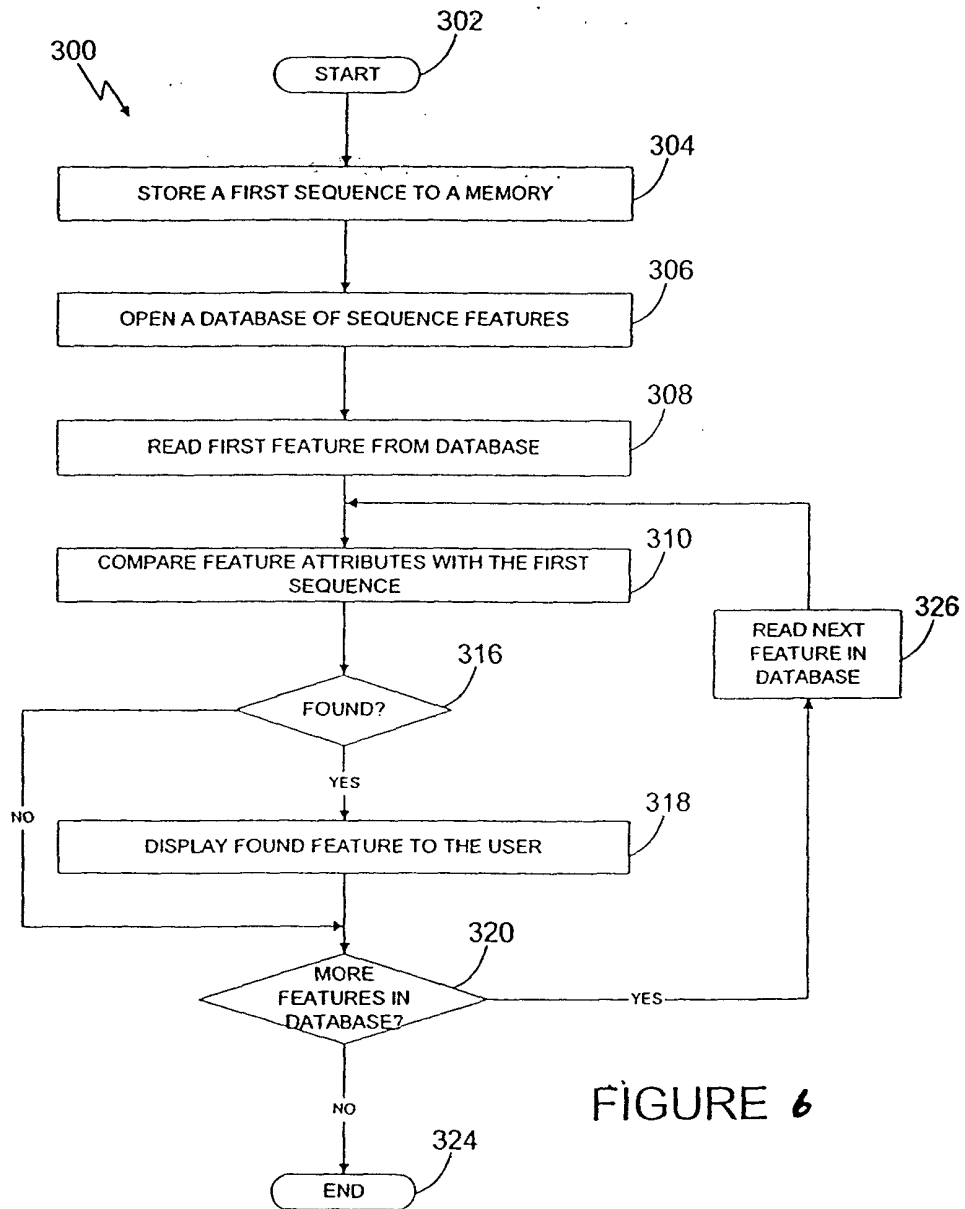 302
300
START
304
STORE A FIRST SEQUENCE TO A MEMORY
306
OPEN A DATABASE OF SEQUENCE FEATURES
308
READ FIRST FEATURE FROM DATABASE
310
COMPARE FEATURE ATTRIBUTES WITH THE FIRST
SEQUENCE
326
READ NEXT
FEATURE IN
DATABASE
316
FOUND?
YES
NO
318
DISPLAY FOUND FEATURE TO THE USER
320
MORE
FEATURES IN
DATABASE?
YES
NO
FIGURE 6
324
END